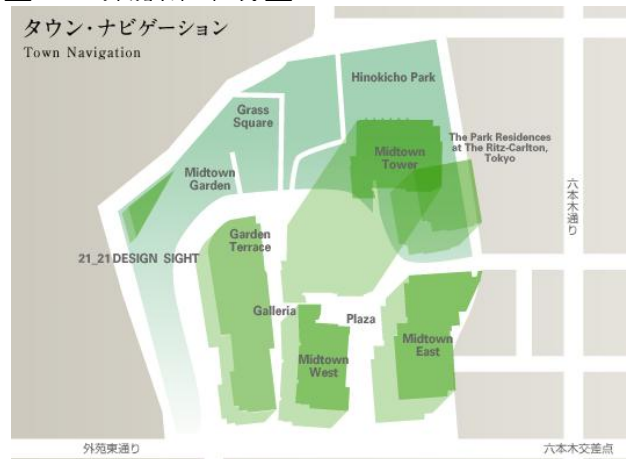 タウン・ナビゲーション
Town Navigation
Hinokicho Park
Grass
Square
The Park Residences
at The Ritz-Carlton,
Tokyo
Midtown
Tower
Midtown
Garden
六本木通り
Garden
Terrace
21_21 DESIGN SIGHT
Galleria
Plaza
Midtown
West
Midtown
East
外苑東通り
六本木交差点